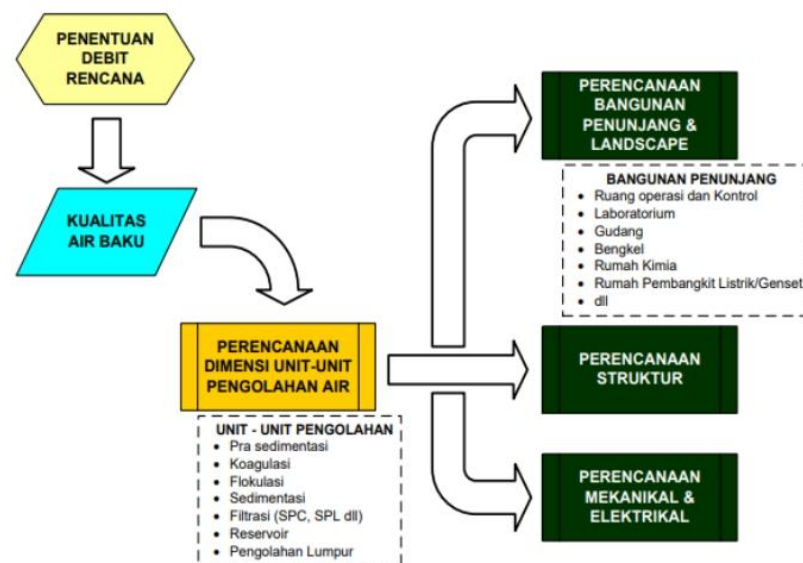 PENENTUAN
DEBIT
RENCANA
KUALITAS
AIR BAKU
PERENCANAAN
DIMENSI UNIT-UNIT
PENGOLAHAN AIR
UNIT - UNIT PENGOLAHAN
• Pra sedimentasi
• Koagulasi
• Flokulasi
• Sedimentasi
• Filtrasi (SPC, SPL dll)
• Reservoir
• Pengolahan Lumpur
PERENCANAAN
BANGUNAN
PENUNJANG &
LANDSCAPE
BANGUNAN PENUNJANG
• Ruang operasi dan Kontrol
• Laboratorium
• Gudang
• Bengkel
• Rumah Kimia
• Rumah Pembangkit Listrik/Genset
• dll
PERENCANAAN
STRUKTUR
PERENCANAAN
MEKANIKAL &
ELEKTRIKAL